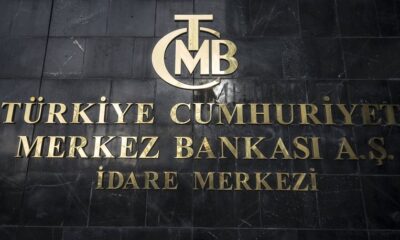 TCMB
TÜRKİYE CUMHURİYET
MERKEZ BANKASI A.Ş.
İDARE MERKEZİ